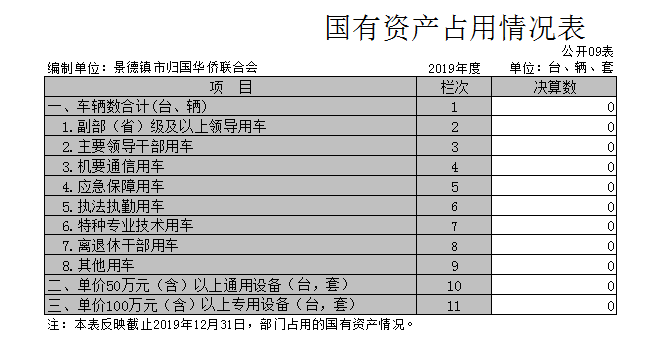 国有资产占用情况表
公开09表
编制单位：景德镇市归国华侨联合会 2019年度 单位：台、辆、套
项 目 栏次 决算数
一、车辆数合计(台、辆) 1 0
1.副部（省）级及以上领导用车 2 0
2.主要领导干部用车 3 0
3.机要通信用车 4 0
4.应急保障用车 5 0
5.执法执勤用车 6 0
6.特种专业技术用车 7 0
7.离退休干部用车 8 0
8.其他用车 9 0
二、单价50万元（含）以上通用设备（台，套） 10 0
三、单价100万元（含）以上专用设备（台，套） 11 0
注：本表反映截止2019年12月31日，部门占用的国有资产情况。